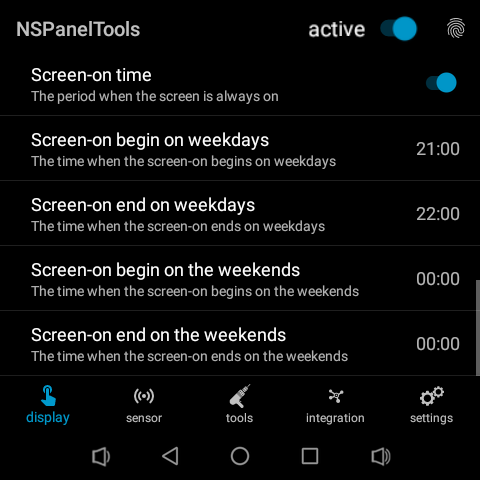 NSPanelTools active
Screen-on time
The period when the screen is always on
Screen-on begin on weekdays
The time when the screen-on begins on weekdays
21:00
Screen-on end on weekdays
The time when the screen-on ends on weekdays
22:00
Screen-on begin on the weekends
The time when the screen-on begins on the weekends
00:00
Screen-on end on the weekends
The time when the screen-on ends on the weekends
00:00
display sensor tools integration settings